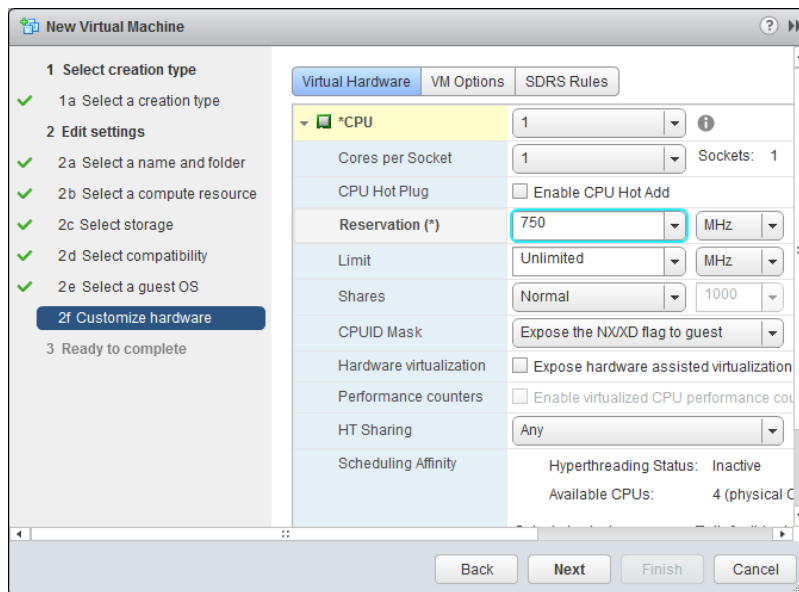 New Virtual Machine
?
1 Select creation type
1a Select a creation type
2 Edit settings
2a Select a name and folder
2b Select a compute resource
2c Select storage
2d Select compatibility
2e Select a guest OS
2f Customize hardware
3 Ready to complete
Virtual Hardware VM Options SDRS Rules
*CPU 1
Cores per Socket 1 Sockets: 1
CPU Hot Plug Enable CPU Hot Add
Reservation (*) 750 MHz
Limit Unlimited MHz
Shares Normal 1000
CPUID Mask Expose the NX/XD flag to guest
Hardware virtualization Expose hardware assisted virtualization
Performance counters Enable virtualized CPU performance cou
HT Sharing Any
Scheduling Affinity Hyperthreading Status: Inactive
Available CPUs: 4 (physical C
Back Next Finish Cancel